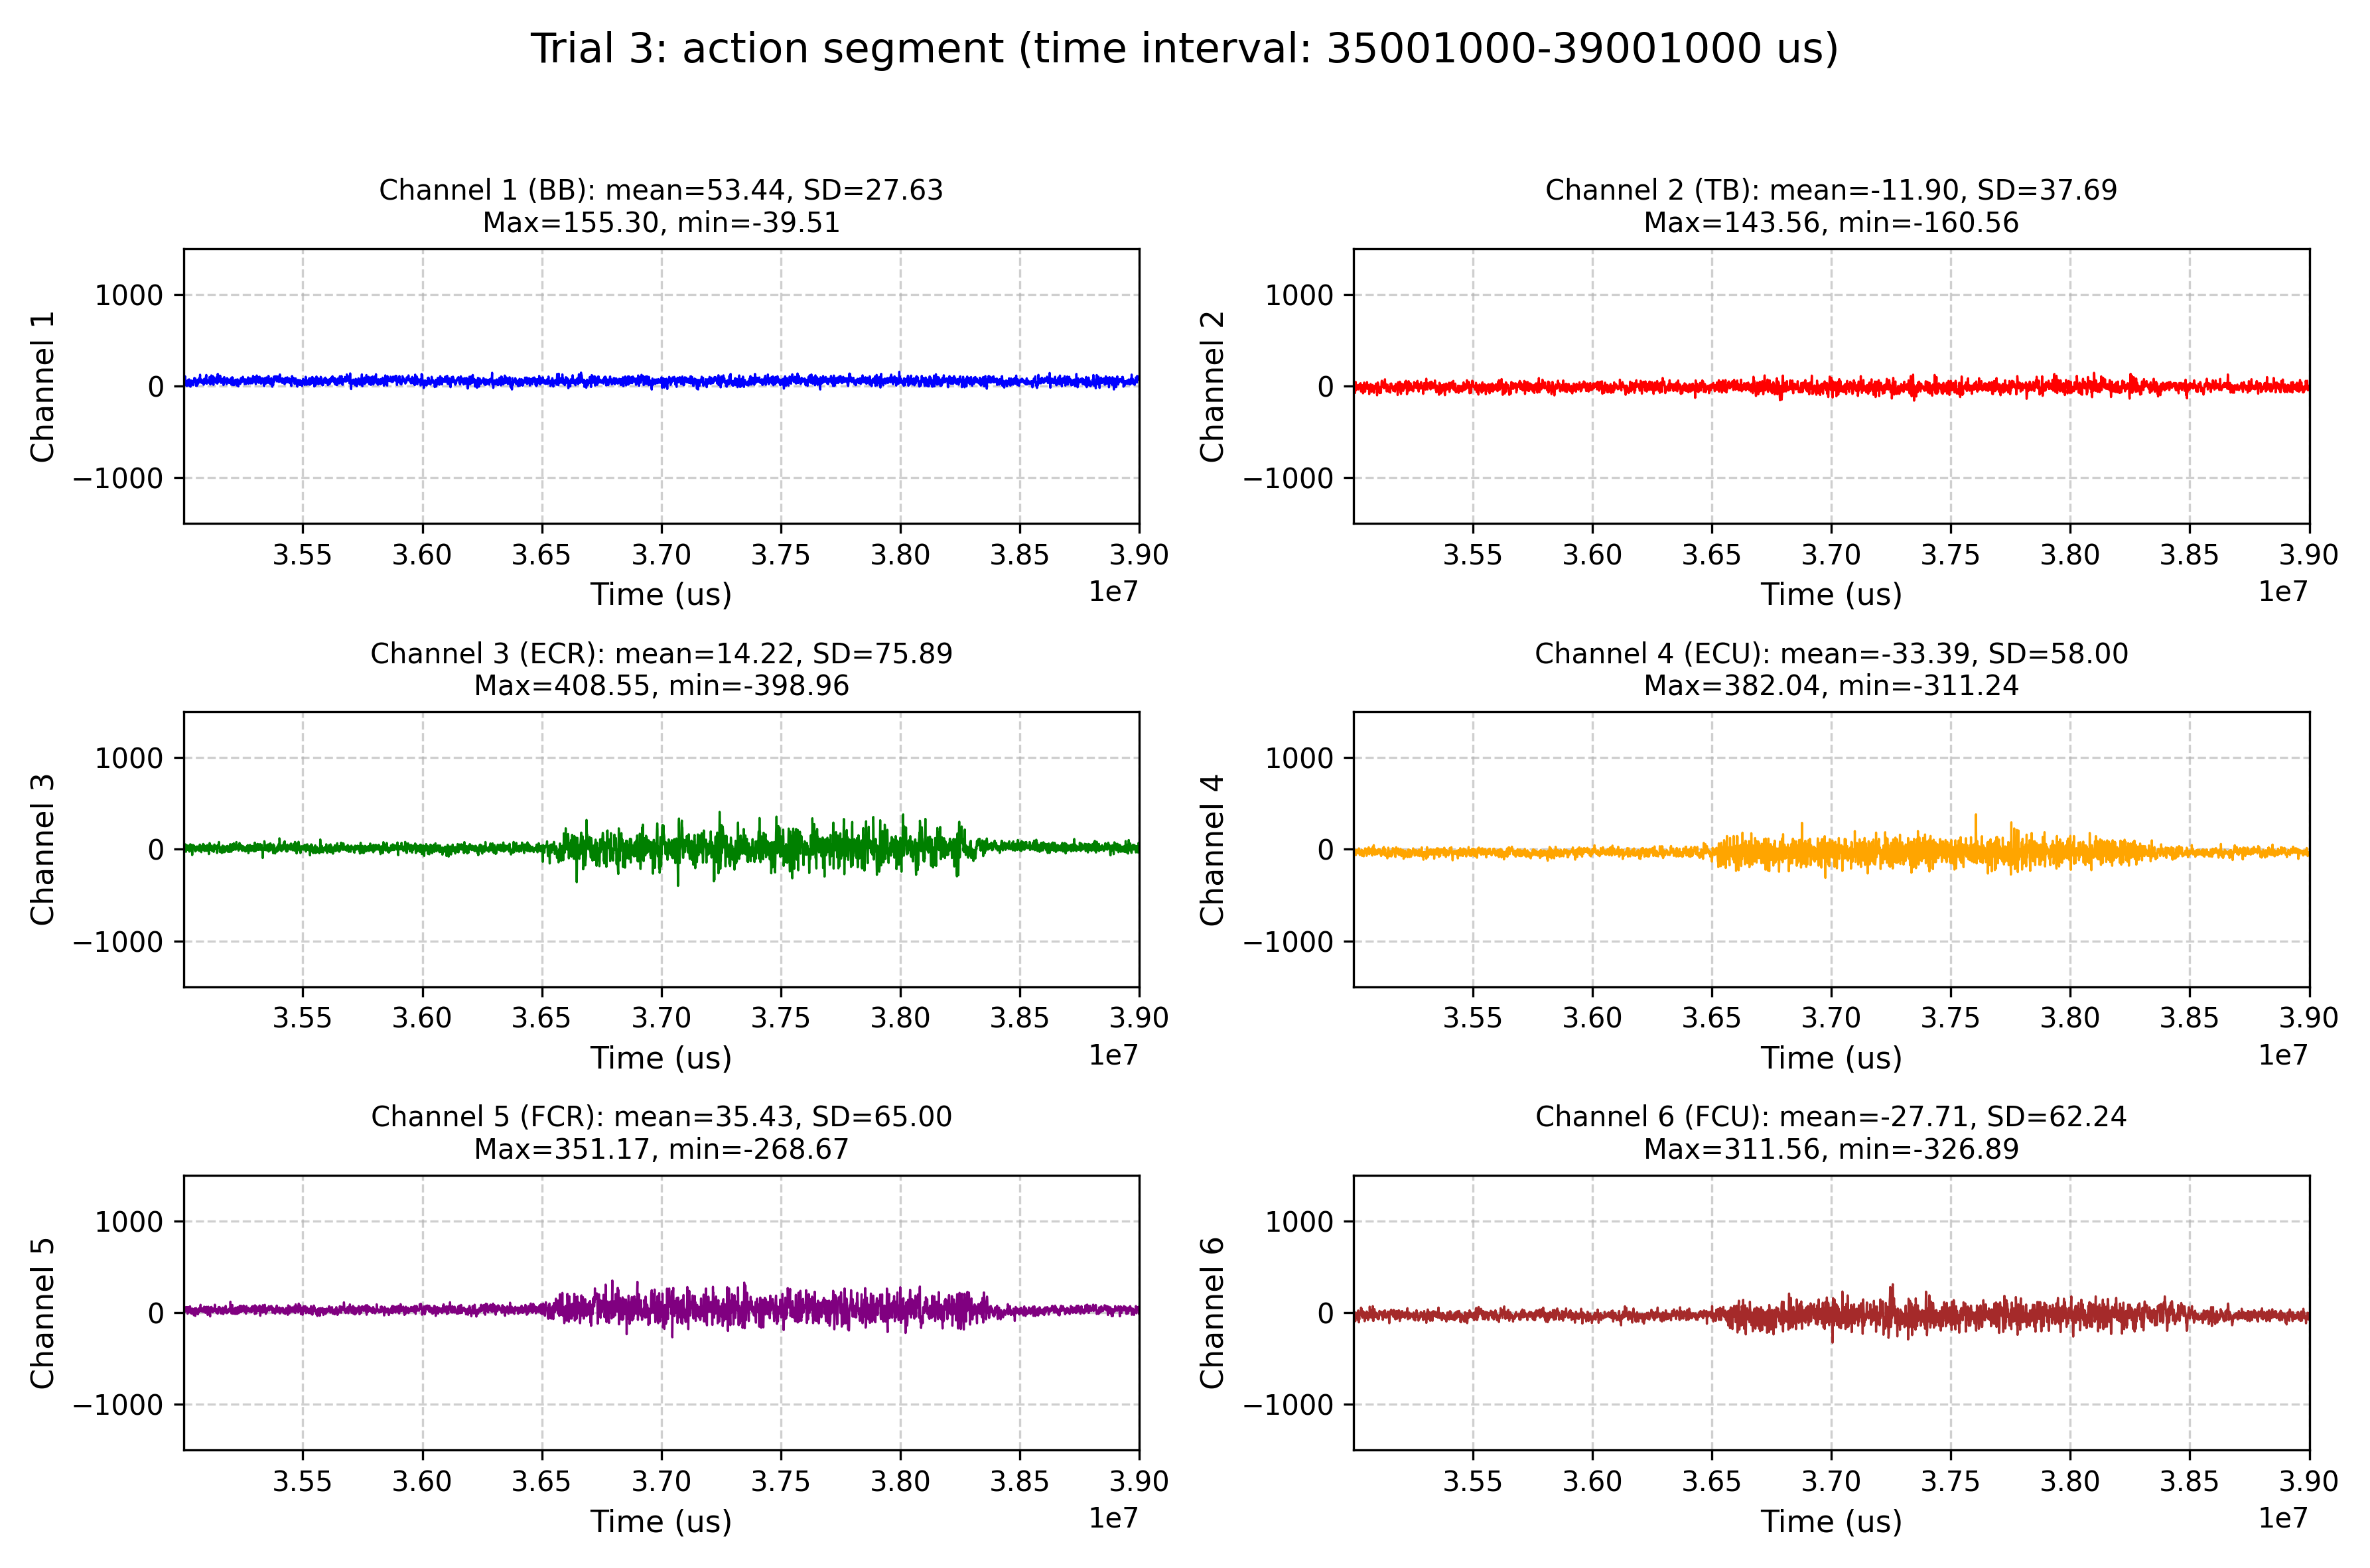 Trial 3: action segment (time interval: 35001000-39001000 us)
Channel 1 (BB): mean=53.44, SD=27.63
Max=155.30, min=-39.51
Channel 1
1000
0
−1000
3.55 3.60 3.65 3.70 3.75 3.80 3.85 3.90
Time (us)
1e7
Channel 2 (TB): mean=-11.90, SD=37.69
Max=143.56, min=-160.56
Channel 2
1000
0
−1000
3.55 3.60 3.65 3.70 3.75 3.80 3.85 3.90
Time (us)
1e7
Channel 3 (ECR): mean=14.22, SD=75.89
Max=408.55, min=-398.96
Channel 3
1000
0
−1000
3.55 3.60 3.65 3.70 3.75 3.80 3.85 3.90
Time (us)
1e7
Channel 4 (ECU): mean=-33.39, SD=58.00
Max=382.04, min=-311.24
Channel 4
1000
0
−1000
3.55 3.60 3.65 3.70 3.75 3.80 3.85 3.90
Time (us)
1e7
Channel 5 (FCR): mean=35.43, SD=65.00
Max=351.17, min=-268.67
Channel 5
1000
0
−1000
3.55 3.60 3.65 3.70 3.75 3.80 3.85 3.90
Time (us)
1e7
Channel 6 (FCU): mean=-27.71, SD=62.24
Max=311.56, min=-326.89
Channel 6
1000
0
−1000
3.55 3.60 3.65 3.70 3.75 3.80 3.85 3.90
Time (us)
1e7